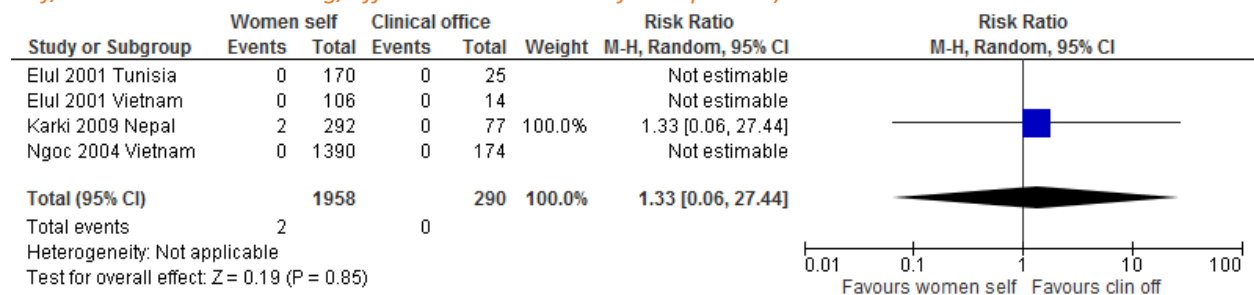 Women self Clinical office Risk Ratio Risk Ratio
Study or Subgroup Events Total Events Total Weight M-H, Random, 95% CI M-H, Random, 95% CI
Elul 2001 Tunisia 0 170 0 25 Not estimable
Elul 2001 Vietnam 0 106 0 14 Not estimable
Karki 2009 Nepal 2 292 0 77 100.0% 1.33 [0.06, 27.44]
Ngoc 2004 Vietnam 0 1390 0 174 Not estimable
Total (95% CI) 1958 290 100.0% 1.33 [0.06, 27.44]
Total events 2 0
Heterogeneity: Not applicable
Test for overall effect: Z = 0.19 (P = 0.85)
0.01 0.1 1 10 100
Favours women self Favours clin off